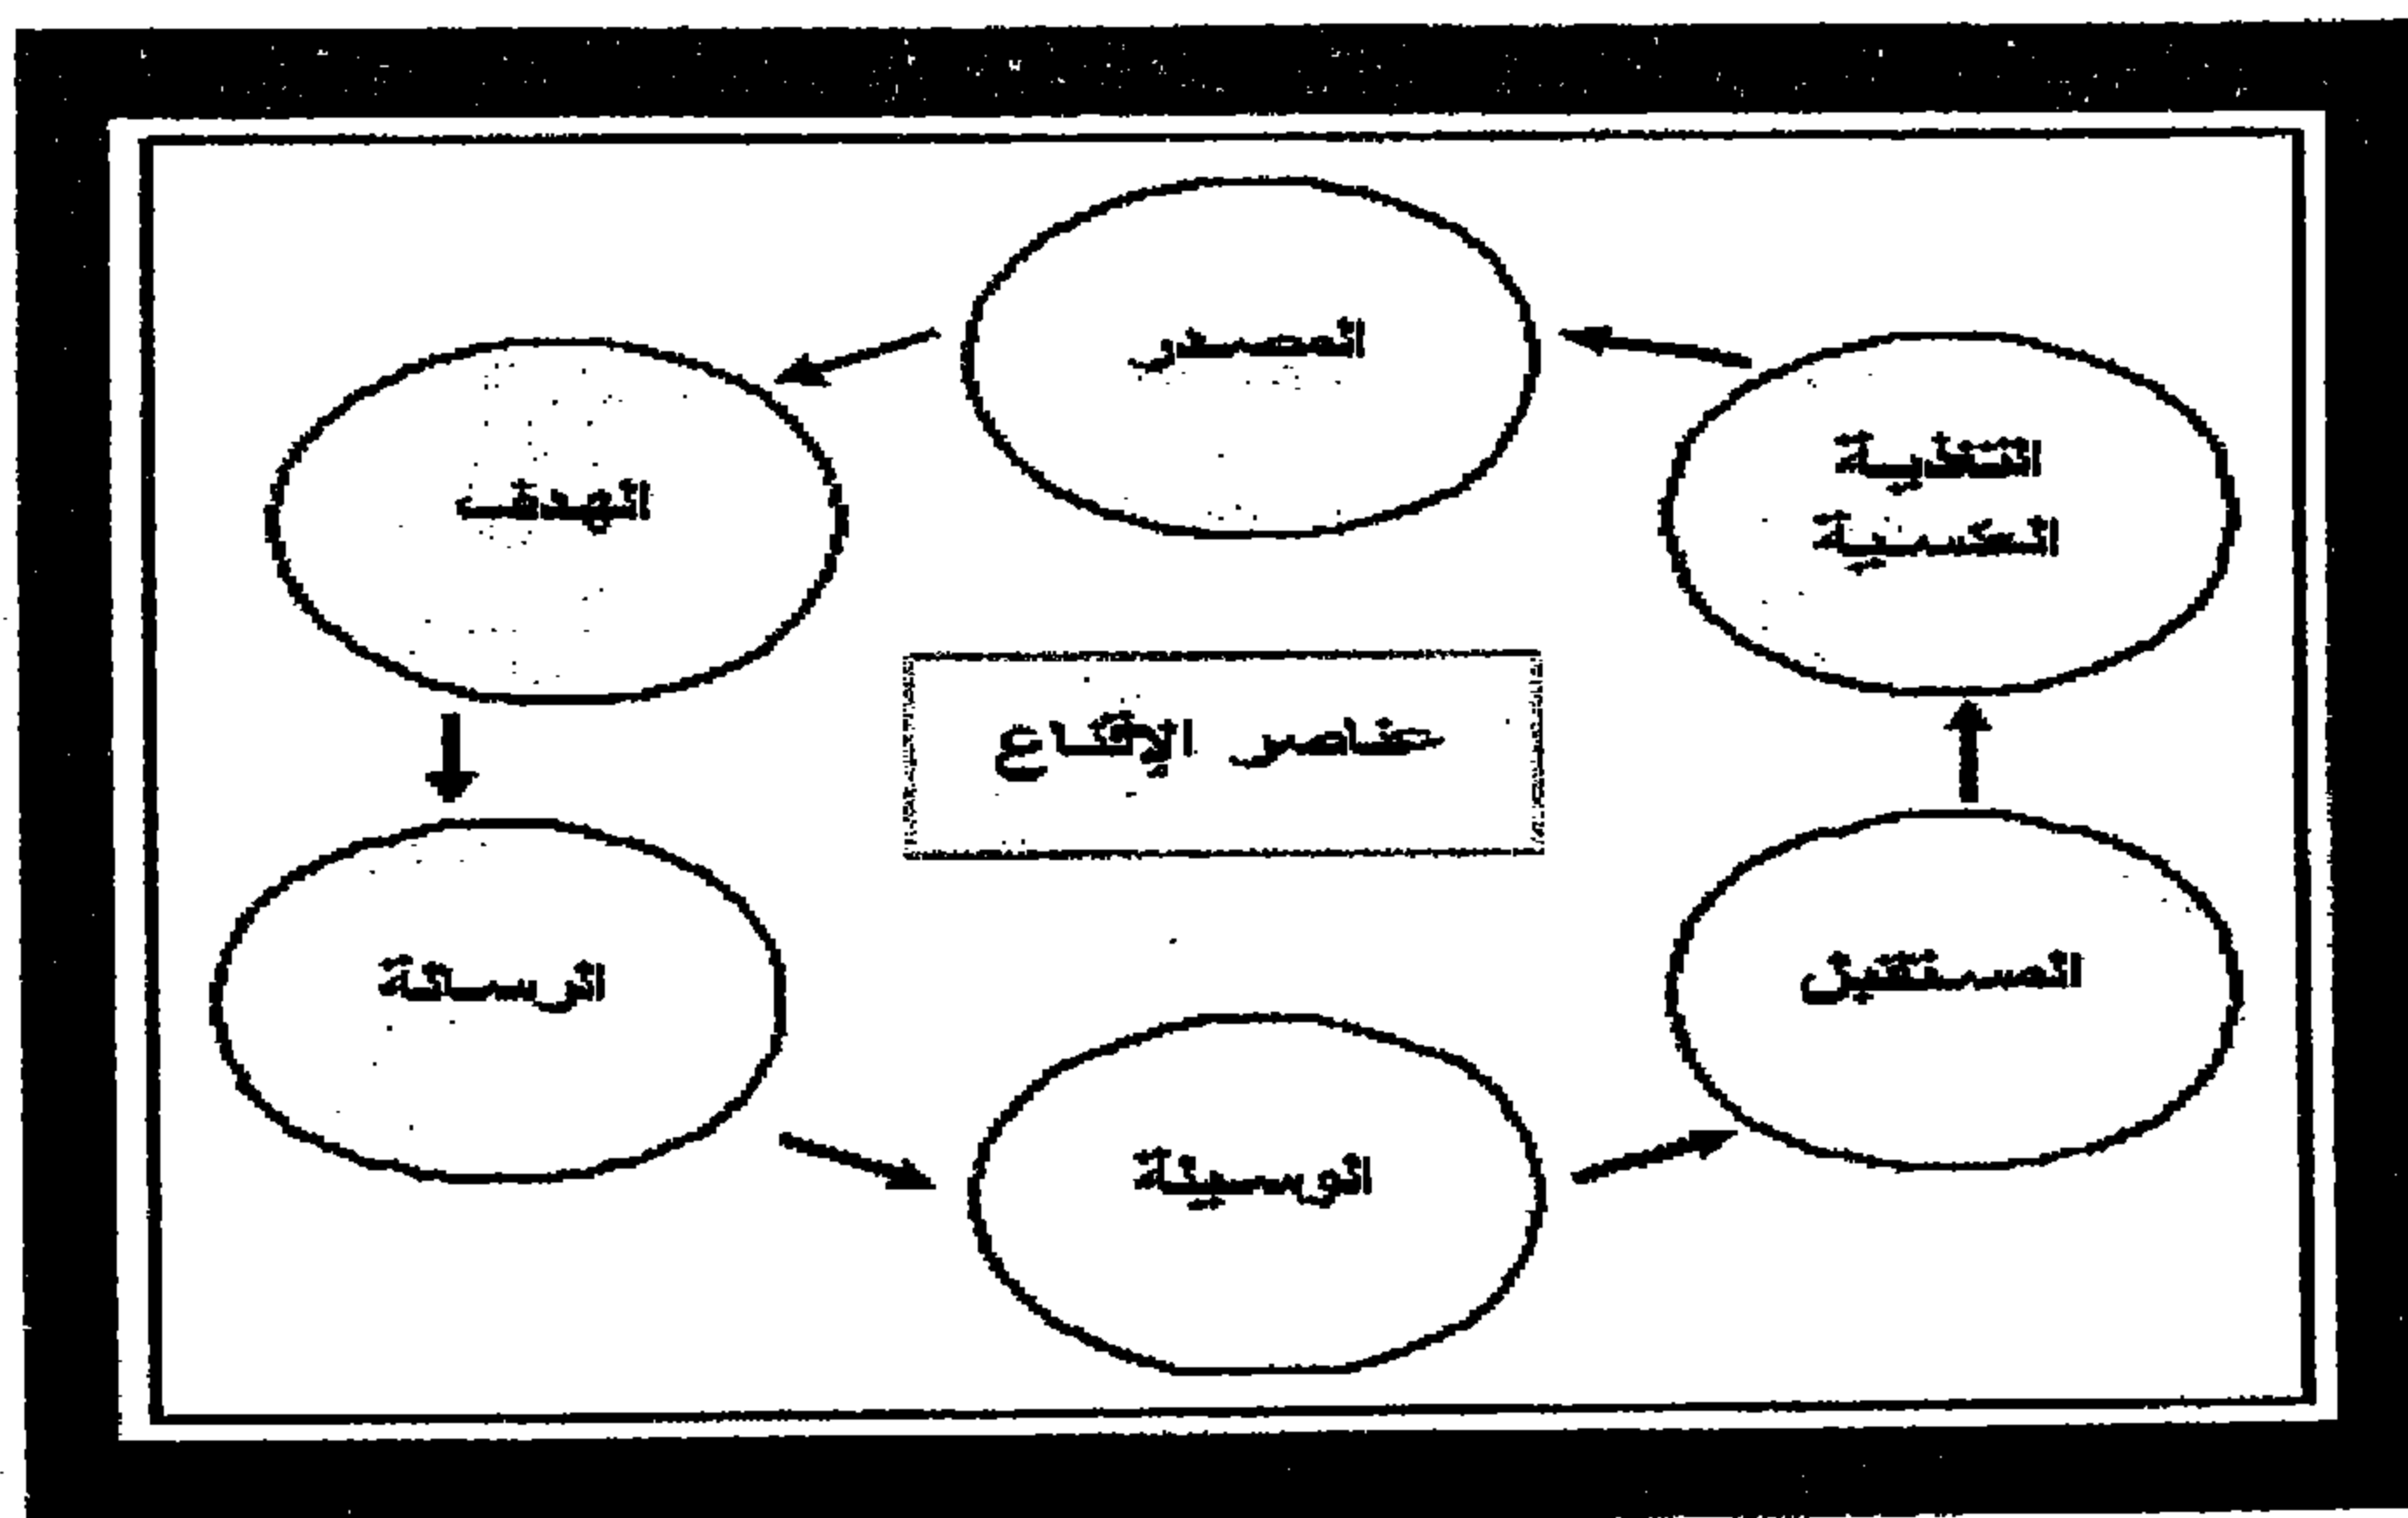 المصدر
الهدف
التغذية
العكسية
عناصر الإقناع
الرسالة
المستقبل
الوسيلة